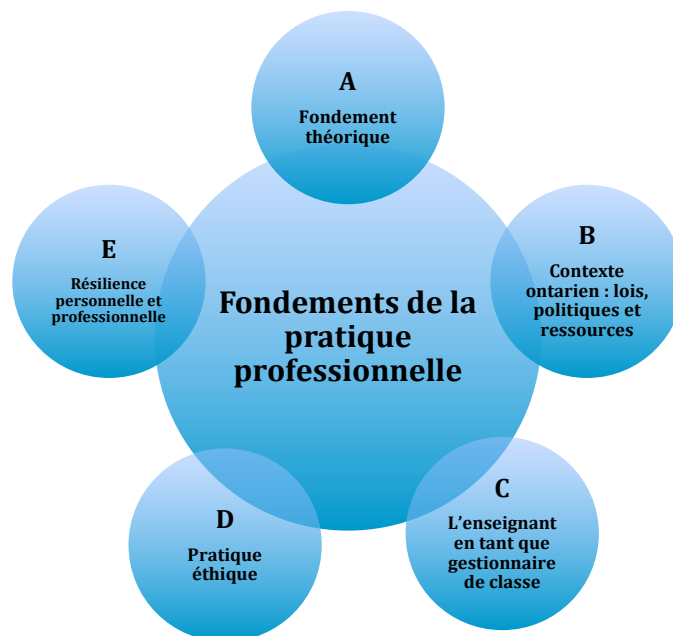 A
Fondement
théorique
B
Contexte
ontarien : lois,
politiques et
ressources
C
L'enseignant
en tant que
gestionnaire
de classe
D
Pratique
éthique
E
Résilience
personnelle et
professionnelle
Fondements de la
pratique
professionnelle